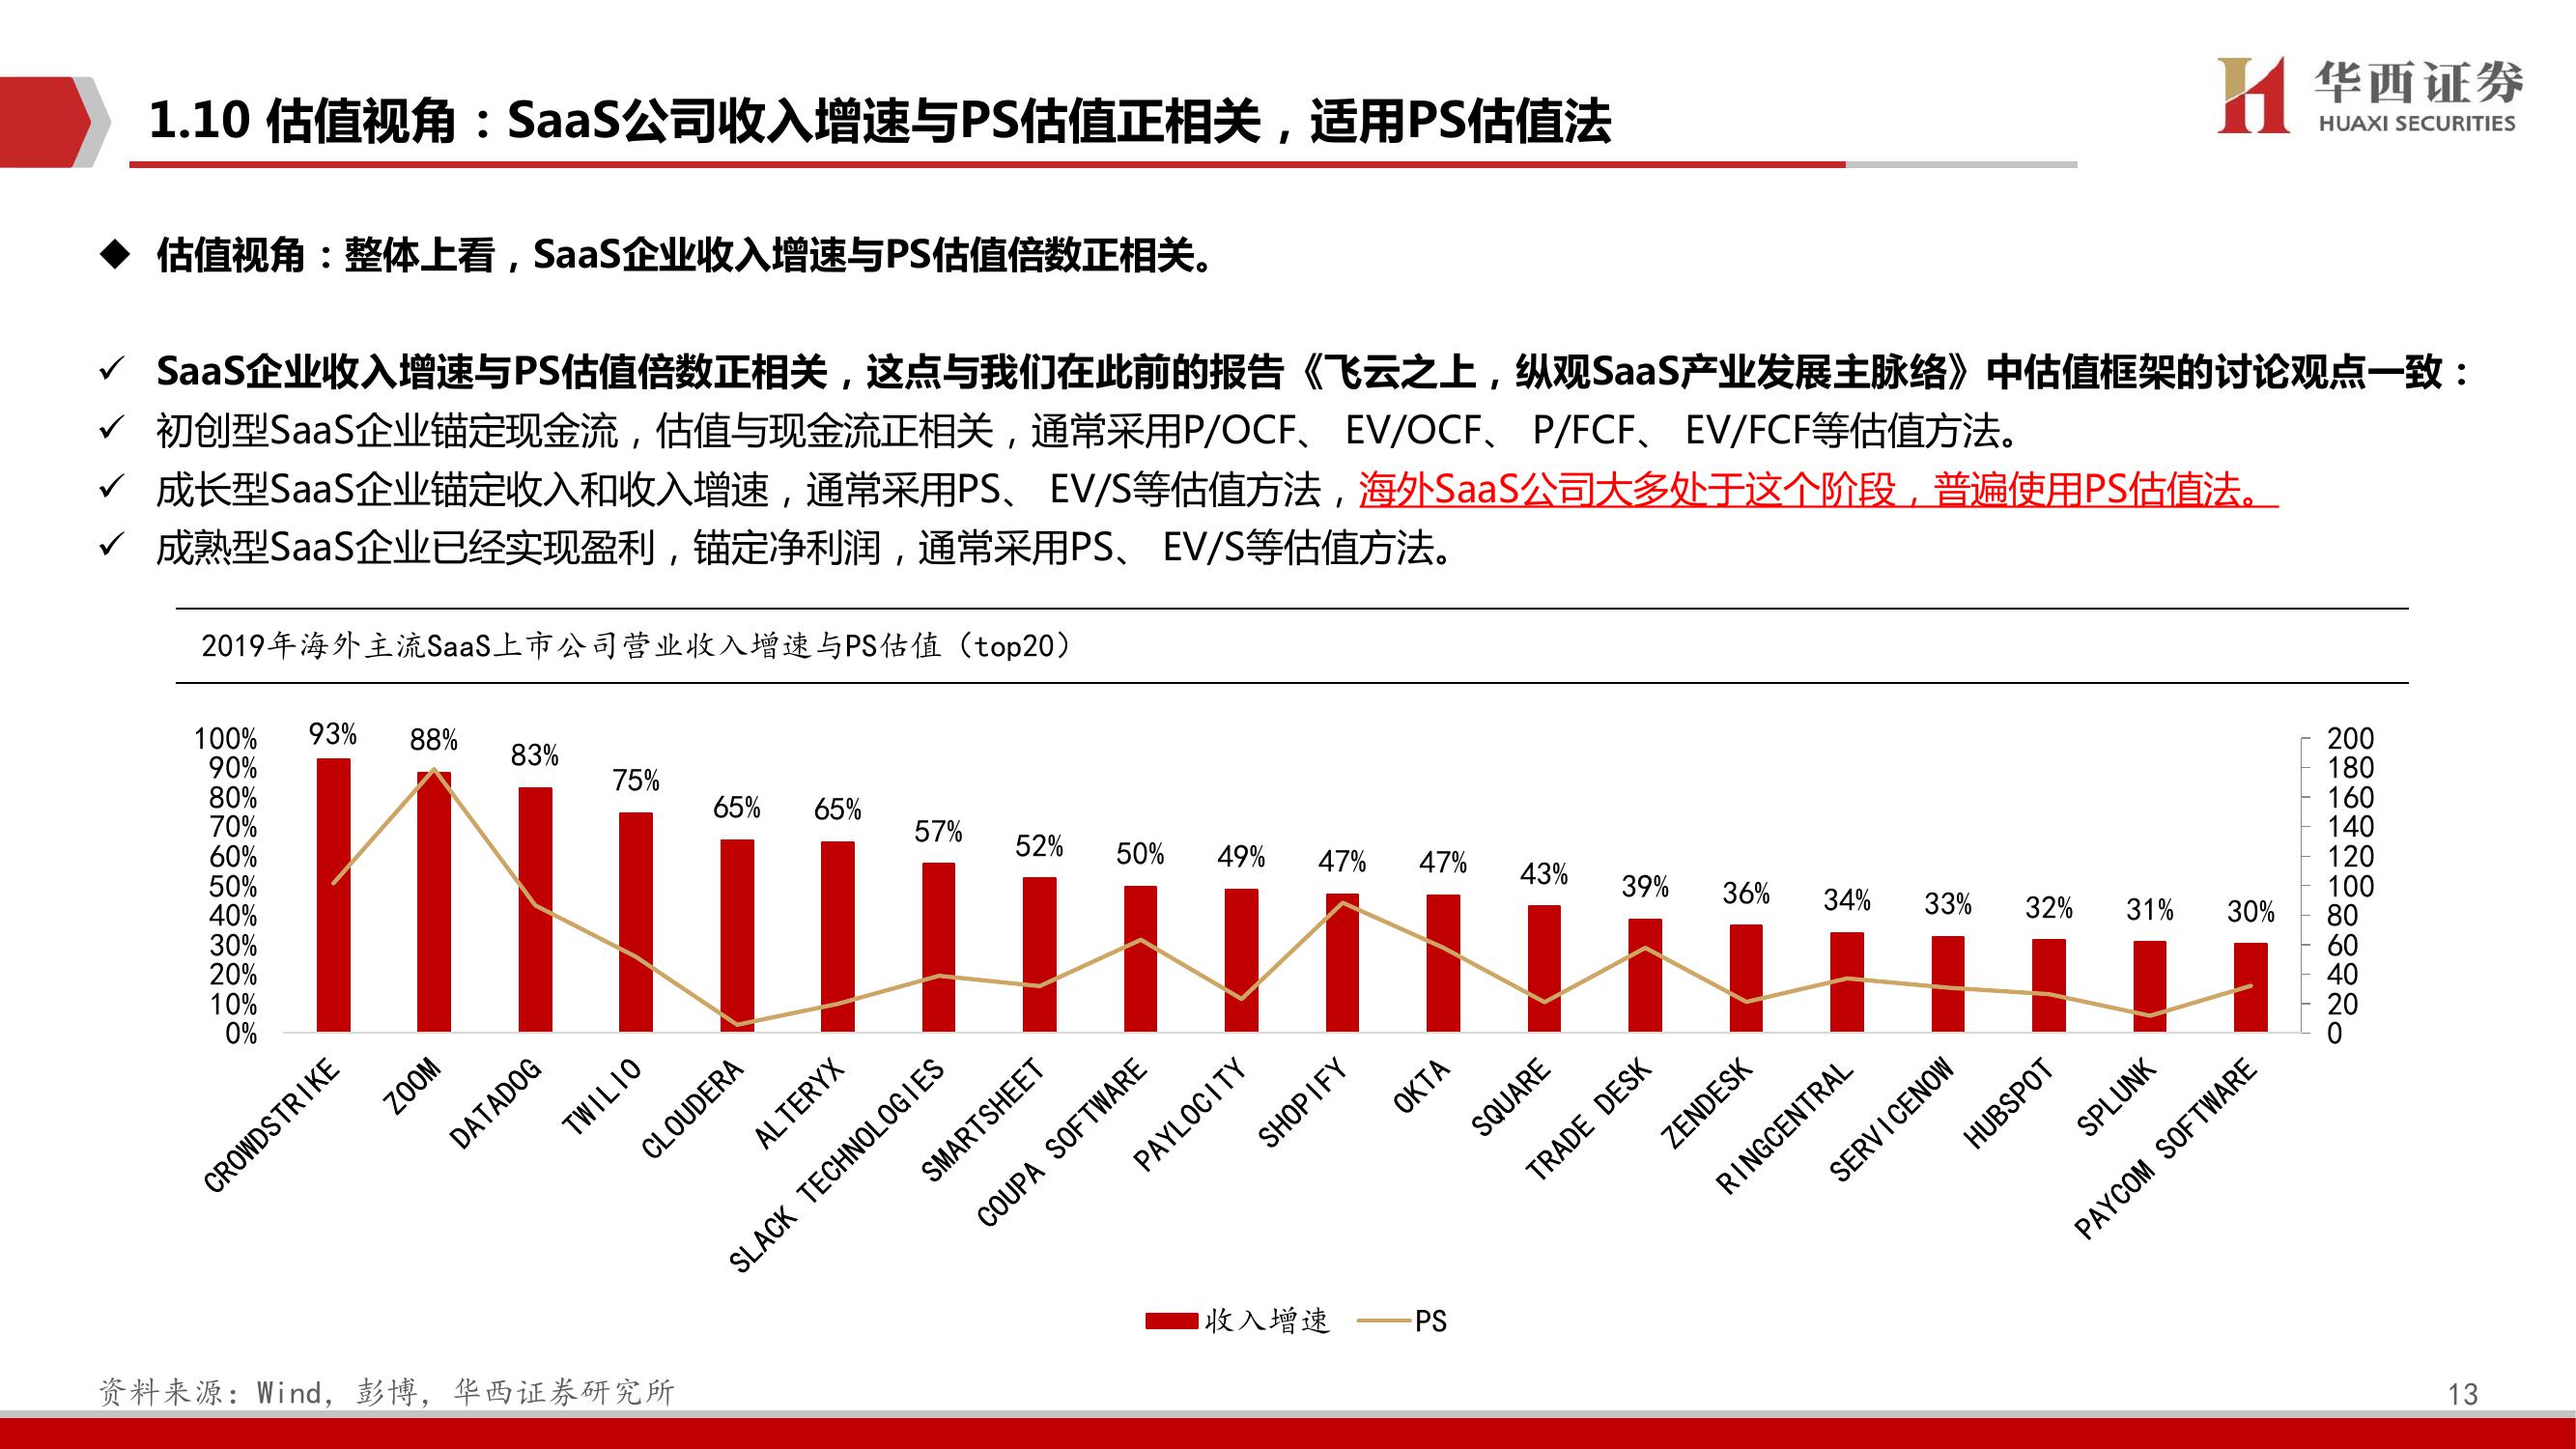 1.10 估值视角：SaaS公司收入增速与PS估值正相关，适用PS估值法
华西证券
HUAXI SECURITIES
◆ 估值视角：整体上看，SaaS企业收入增速与PS估值倍数正相关。
✓ SaaS企业收入增速与PS估值倍数正相关，这点与我们在此前的报告《飞云之上，纵观SaaS产业发展主脉络》中估值框架的讨论观点一致：
✓ 初创型SaaS企业锚定现金流，估值与现金流正相关，通常采用P/OCF、 EV/OCF、 P/FCF、 EV/FCF等估值方法。
✓ 成长型SaaS企业锚定收入和收入增速，通常采用PS、 EV/S等估值方法，海外SaaS公司大多处于这个阶段，普遍使用PS估值法。
✓ 成熟型SaaS企业已经实现盈利，锚定净利润，通常采用PS、 EV/S等估值方法。
2019年海外主流SaaS上市公司营业收入增速与PS估值（top20）
100%
90%
80%
70%
60%
50%
40%
30%
20%
10%
0%
93%
88%
83%
75%
65%
65%
57%
52%
50%
49%
47%
47%
43%
39%
36%
34%
33%
32%
31%
30%
200
180
160
140
120
100
80
60
40
20
0
CROWDSTRIKE
ZOOM
DATADOG
TWILIO
CLOUDERA
ALTERYX
SLACK TECHNOLOGIES
SMARTSHEET
COUPA SOFTWARE
PAYLOCITY
SHOPIFY
OKTA
SQUARE
TRADE DESK
ZENDESK
RINGCENTRAL
SERVICENOW
HUBSPOT
SPLUNK
PAYCOM SOFTWARE
收入增速
PS
资料来源：Wind，彭博，华西证券研究所
13